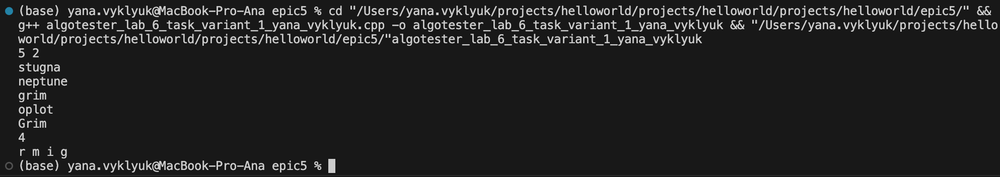 (base) yana.vyklyuk@MacBook-Pro-Ana epic5 % cd "/Users/yana.vyklyuk/projects/helloworld/projects/helloworld/projects/helloworld/epic5/" &&
g++ algotester_lab_6_task_variant_1_yana_vyklyuk.cpp -o algotester_lab_6_task_variant_1_yana_vyklyuk && "/Users/yana.vyklyuk/projects/hello
world/projects/helloworld/projects/helloworld/epic5/"algotester_lab_6_task_variant_1_yana_vyklyuk
5 2
stugna
neptune
grim
oplot
Grim
4
r m i g
(base) yana.vyklyuk@MacBook-Pro-Ana epic5 %